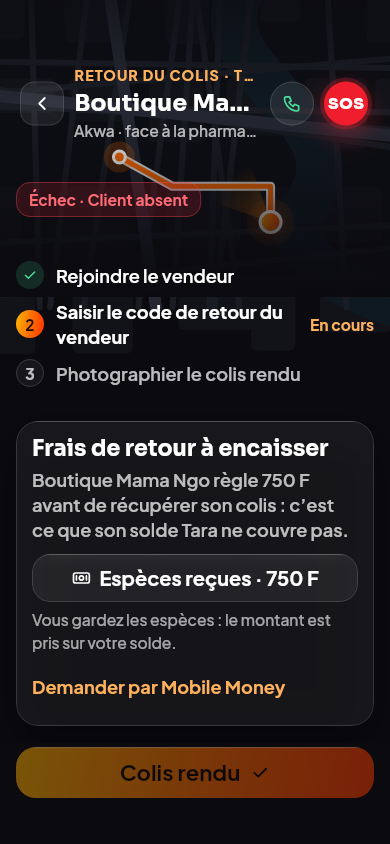 RETOUR DU COLIS · T…
Boutique Ma…
SOS
Akwa · face à la pharma…
Échec · Client absent
Rejoindre le vendeur
2
Saisir le code de retour du
vendeur
En cours
3
Photographier le colis rendu
Frais de retour à encaisser
Boutique Mama Ngo règle 750 F
avant de récupérer son colis : c’est
ce que son solde Tara ne couvre pas.
Espèces reçues · 750 F
Vous gardez les espèces : le montant est
pris sur votre solde.
Demander par Mobile Money
Colis rendu